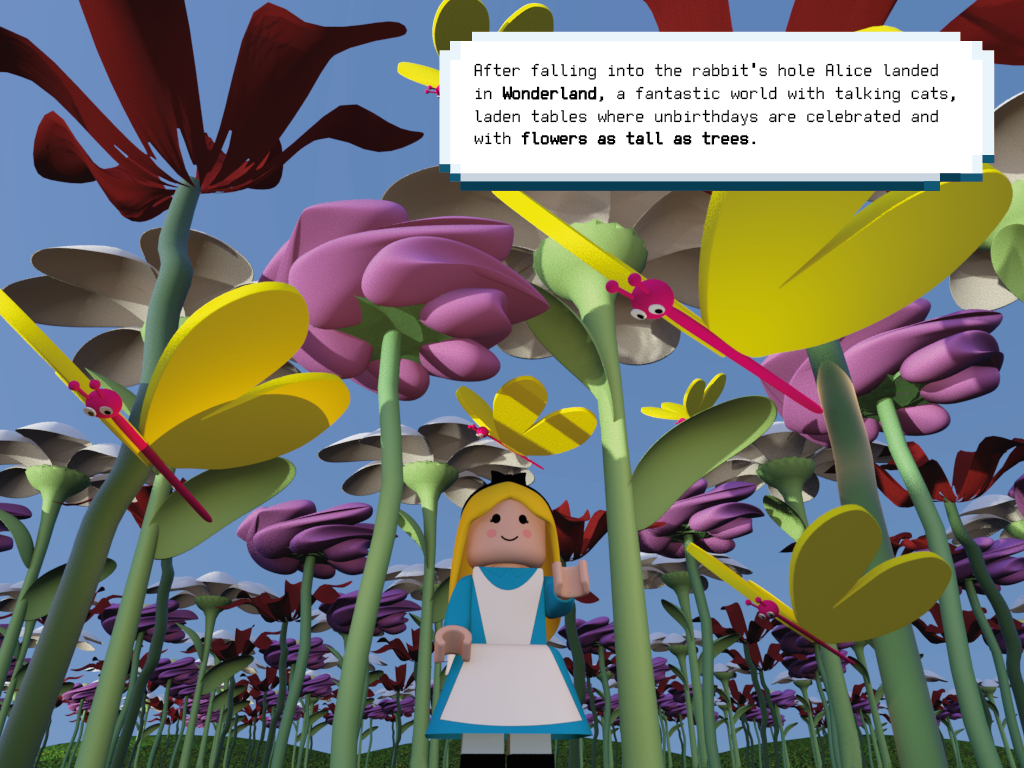 After falling into the rabbit's hole Alice landed
in Wonderland, a fantastic world with talking cats,
laden tables where unbirthdays are celebrated and
with flowers as tall as trees.